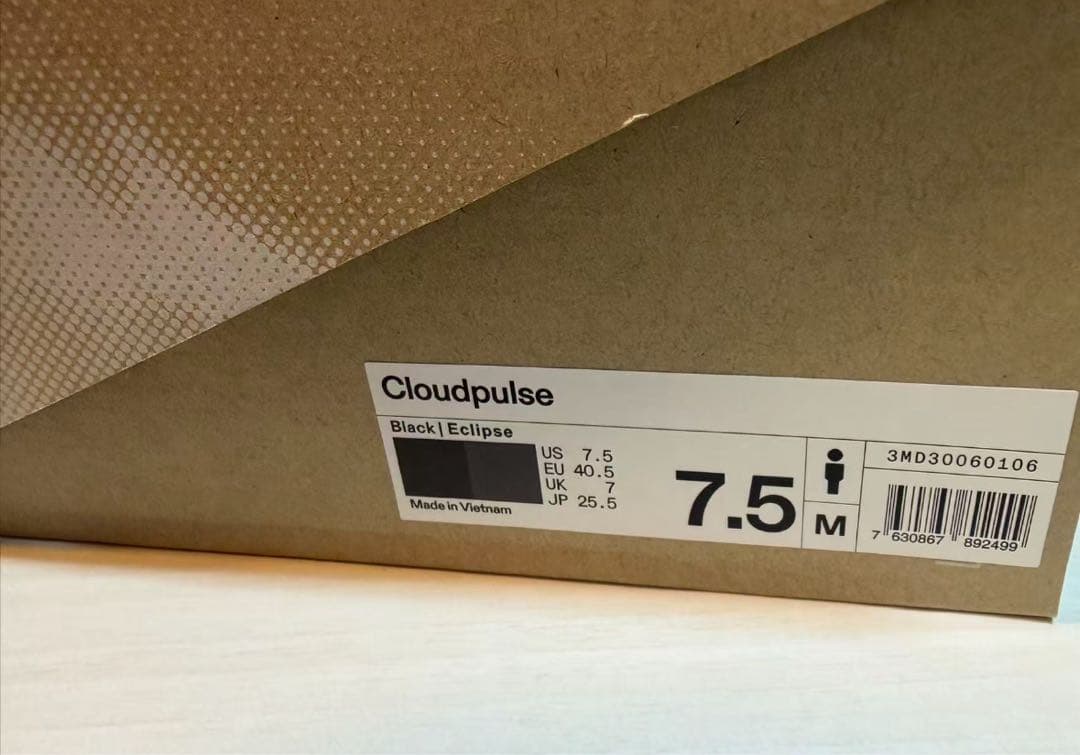 Cloudpulse
Black | Eclipse
US 7.5
EU 40.5
UK 7
JP 25.5
Made in Vietnam
7.5
M
3MD30060106
7 630867 892499